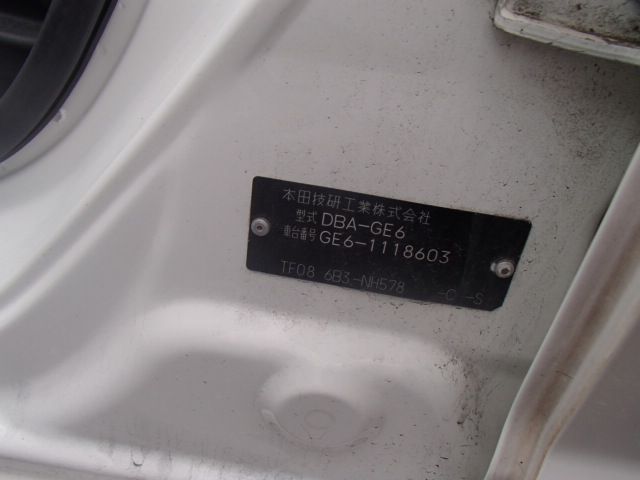 本田技研工業株式会社
型式 DBA-GE6
車台番号 GE6-1118603
TF08 6B3-NH578 -C -S